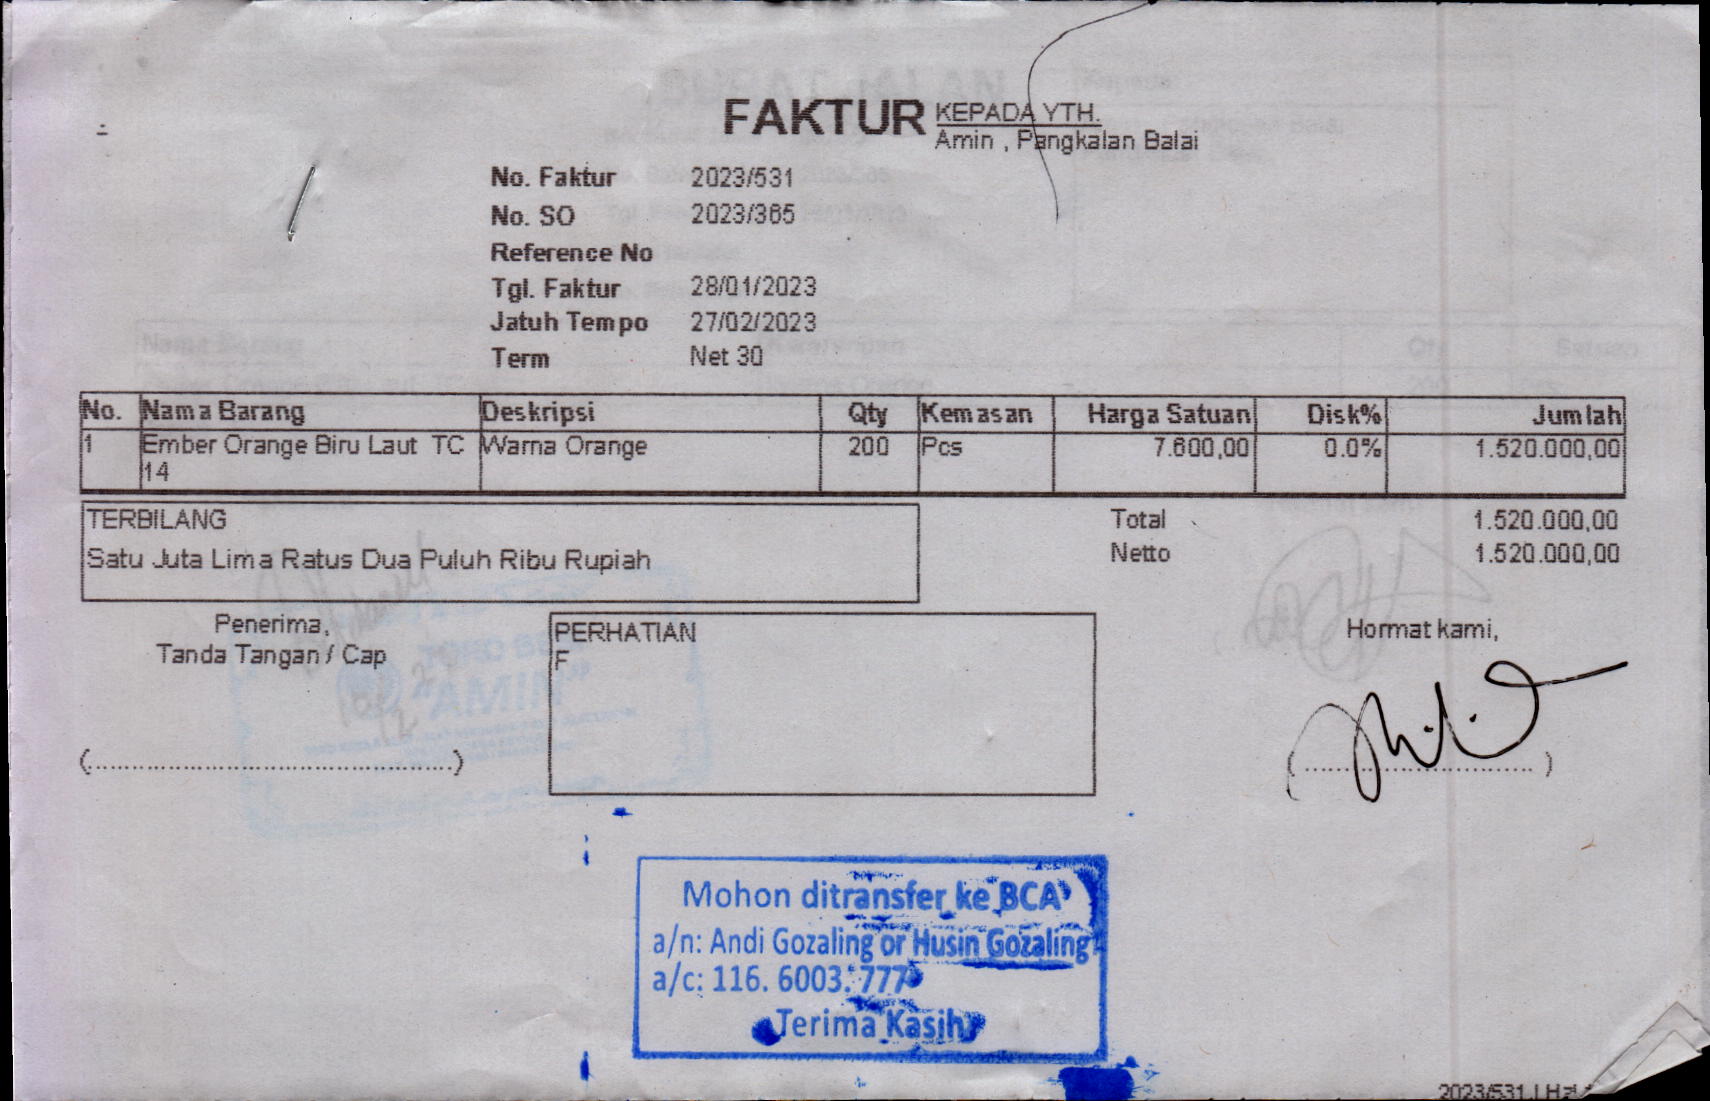 FAKTUR
KEPADA YTH.
Amin , Pangkalan Balai
No. Faktur 2023/531
No. SO 2023/365
Reference No
Tgl. Faktur 28/01/2023
Jatuh Tempo 27/02/2023
Term Net 30
No. Nama Barang Deskripsi Qty Kemasan Harga Satuan Disk% Jumlah
1 Ember Orange Biru Laut TC Warna Orange 200 Pcs 7.600,00 0.0% 1.520.000,00
14
TERBILANG
Satu Juta Lima Ratus Dua Puluh Ribu Rupiah
Total 1.520.000,00
Netto 1.520.000,00
Penerima,
Tanda Tangan / Cap
(..................................................)
PERHATIAN
F
Hormat kami,
(................................)
Mohon ditransfer ke BCA
a/n: Andi Gozaling or Husin Gozaling
a/c: 116. 6003. 777
Terima Kasih
2023/531